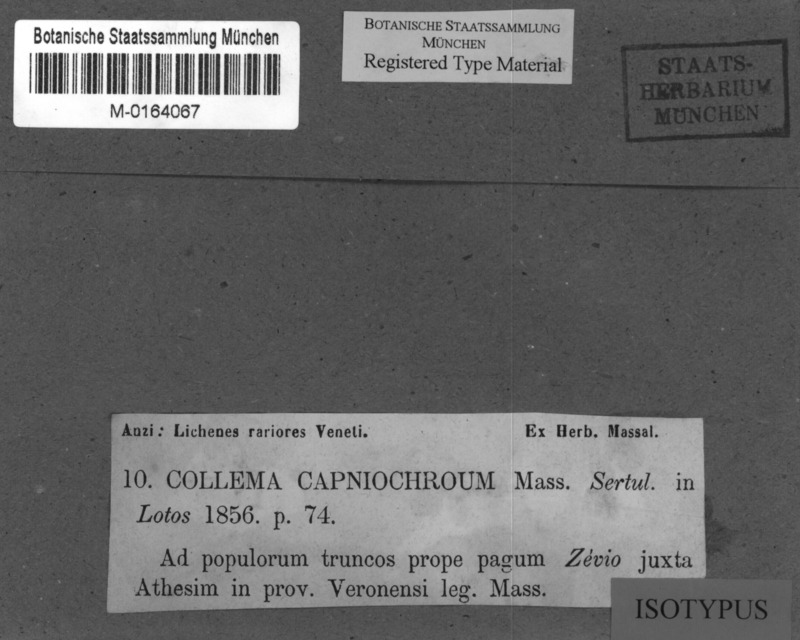 Botanische Staatssammlung München
M-0164067
BOTANISCHE STAATSSAMMLUNG
MÜNCHEN
Registered Type Material
STAATS-
HERBARIUM
MÜNCHEN
Anzi: Lichenes rariores Veneti. Ex Herb. Massal.
10. COLLEMA CAPNIOCHROUM Mass. Sertul. in
Lotos 1856. p. 74.
Ad populorum truncos prope pagum Zévio juxta
Athesim in prov. Veronensi leg. Mass.
ISOTYPUS